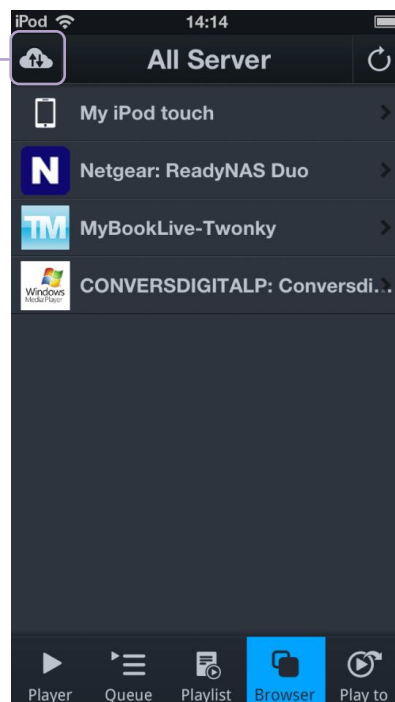 iPod 14:14
All Server
My iPod touch
N Netgear: ReadyNAS Duo
TM MyBookLive-Twonky
Windows
Media Player
CONVERSDIGITALP: Conversdi...
Player Queue Playlist Browser Play to